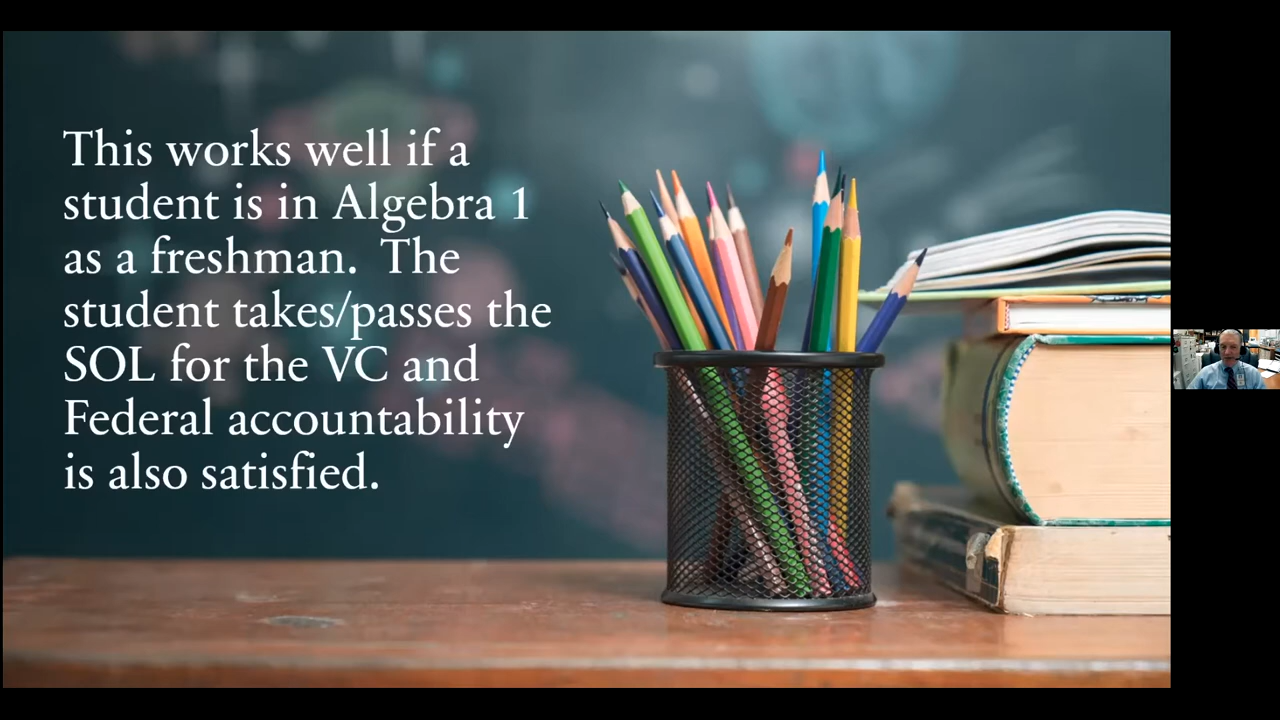 This works well if a
student is in Algebra 1
as a freshman.  The
student takes/passes the
SOL for the VC and
Federal accountability
is also satisfied.